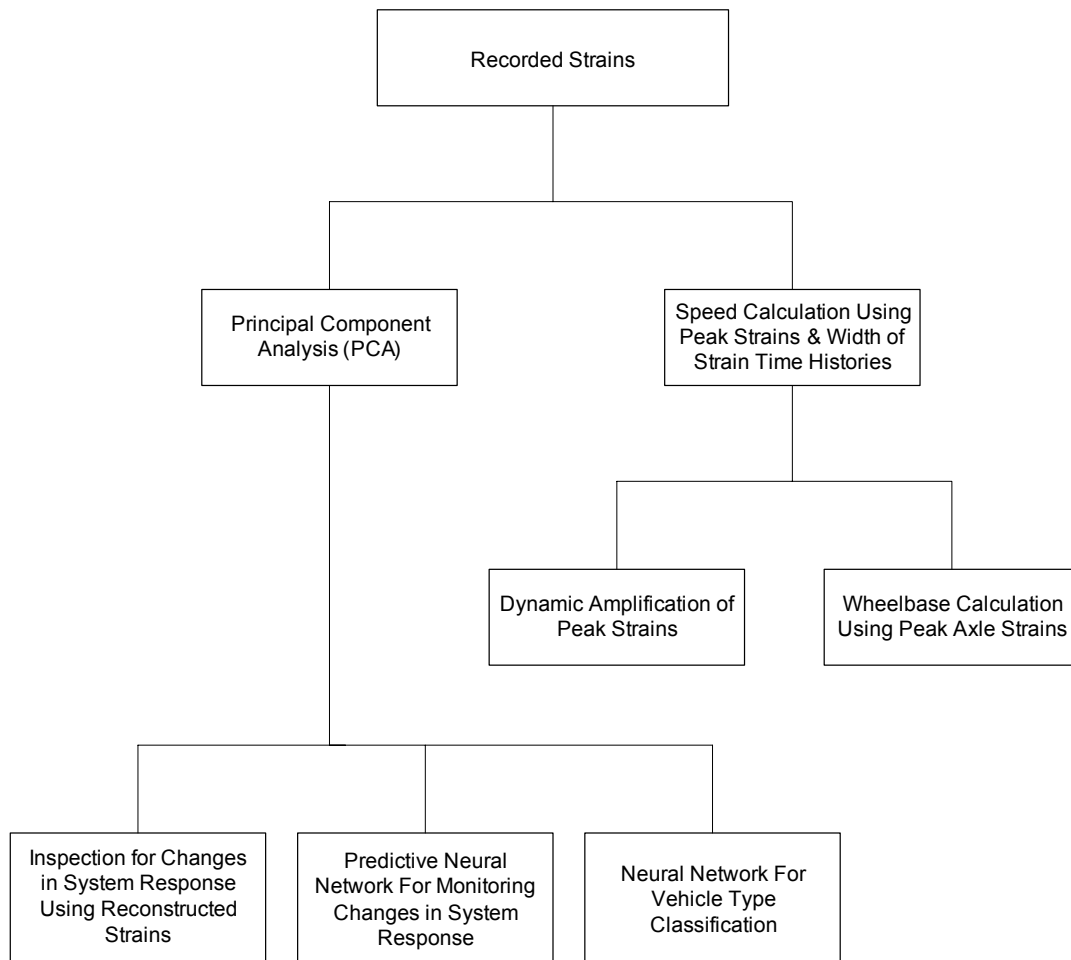 Recorded Strains
Principal Component
Analysis (PCA)
Speed Calculation Using
Peak Strains & Width of
Strain Time Histories
Dynamic Amplification of
Peak Strains
Wheelbase Calculation
Using Peak Axle Strains
Inspection for Changes
in System Response
Using Reconstructed
Strains
Predictive Neural
Network For Monitoring
Changes in System
Response
Neural Network For
Vehicle Type
Classification